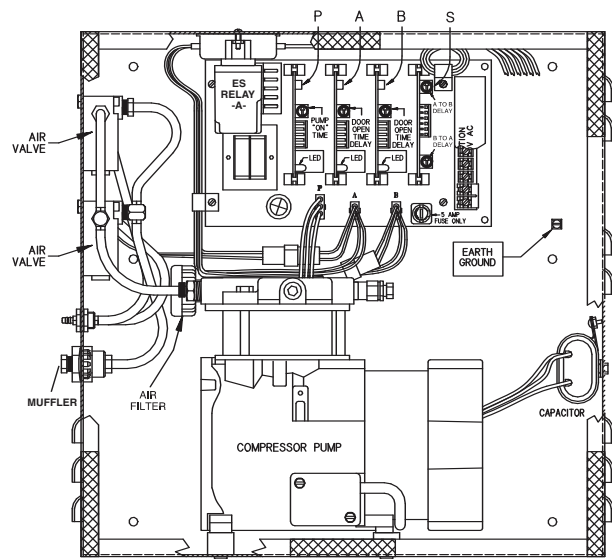 P A B S
ES
RELAY
-A-
PUMP
"ON"
TIME
DOOR
OPEN
TIME
DELAY
DOOR
OPEN
TIME
DELAY
A TO B
DELAY
B TO A
DELAY
LED
LED
LED
P
A
B
5 AMP
FUSE ONLY
AIR
VALVE
AIR
VALVE
EARTH
GROUND
MUFFLER
AIR
FILTER
COMPRESSOR PUMP
CAPACITOR